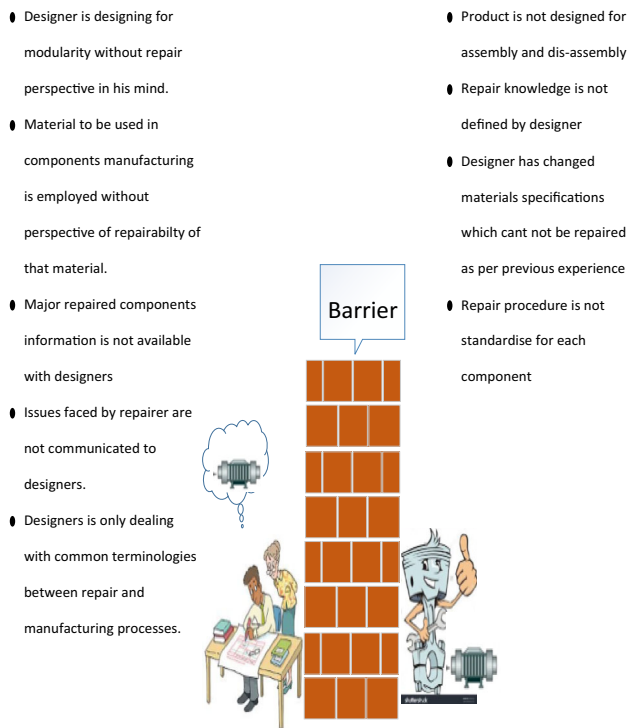 Designer is designing for
modularity without repair
perspective in his mind.
Material to be used in
components manufacturing
is employed without
perspective of repairabilty of
that material.
Major repaired components
information is not available
with designers
Issues faced by repairer are
not communicated to
designers.
Designers is only dealing
with common terminologies
between repair and
manufacturing processes.
Product is not designed for
assembly and dis-assembly
Repair knowledge is not
defined by designer
Designer has changed
materials specifications
which cant not be repaired
as per previous experience
Repair procedure is not
standardise for each
component
Barrier
shutterstock